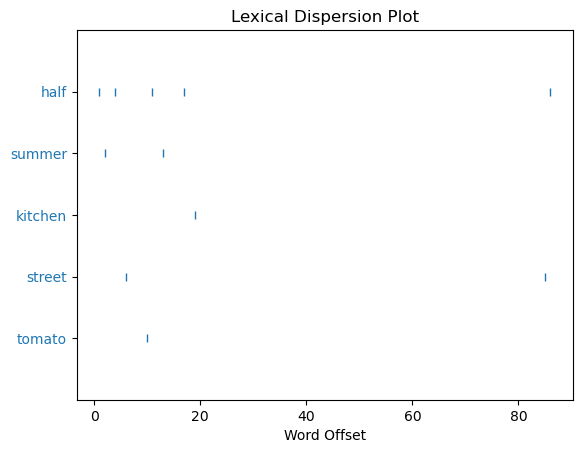 Lexical Dispersion Plot
half
summer
kitchen
street
tomato
0 20 40 60 80
Word Offset